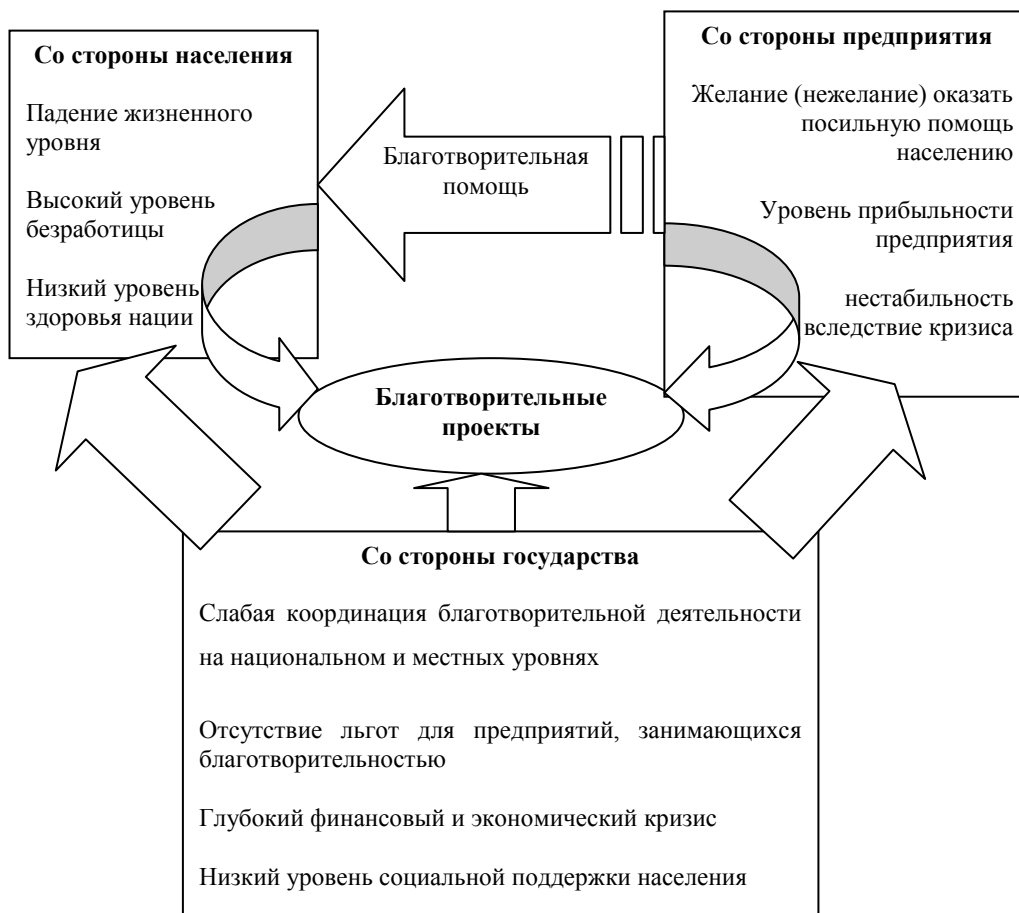 Со стороны населения
Падение жизненного
уровня
Высокий уровень
безработицы
Низкий уровень
здоровья нации
Благотворительная
помощь
Со стороны предприятия
Желание (нежелание) оказать
посильную помощь
населению
Уровень прибыльности
предприятия
нестабильность
вследствие кризиса
Благотворительные
проекты
Со стороны государства
Слабая координация благотворительной деятельности
на национальном и местных уровнях
Отсутствие льгот для предприятий, занимающихся
благотворительностью
Глубокий финансовый и экономический кризис
Низкий уровень социальной поддержки населения